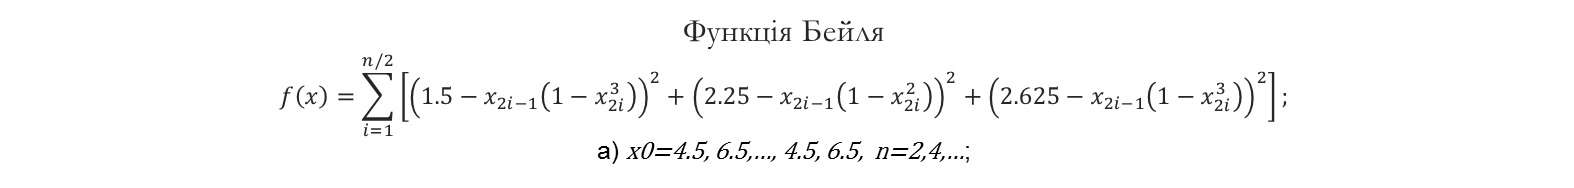 Функція Бейля
f(x) = ∑_{i=1}^{n/2} [(1.5 − x_{2i−1}(1 − x_{2i}^3))^2 + (2.25 − x_{2i−1}(1 − x_{2i}^2))^2 + (2.625 − x_{2i−1}(1 − x_{2i}^3))^2];
а) x0=4.5, 6.5,..., 4.5, 6.5, n=2,4,...;